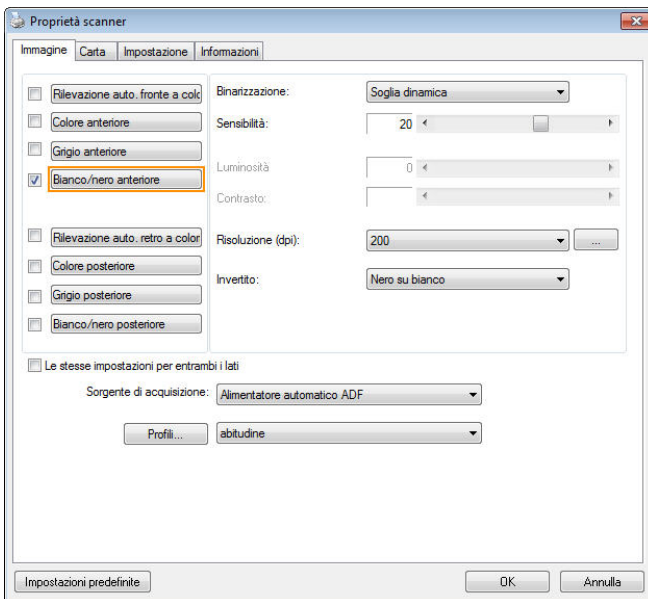 Proprietà scanner
Immagine Carta Impostazione Informazioni
Rilevazione auto. fronte a colo Binarizzazione: Soglia dinamica
Colore anteriore Sensibilità: 20
Grigio anteriore
Luminosità 0
Bianco/nero anteriore
Contrasto:
Rilevazione auto. retro a color Risoluzione (dpi): 200 ...
Colore posteriore
Invertito: Nero su bianco
Grigio posteriore
Bianco/nero posteriore
Le stesse impostazioni per entrambi i lati
Sorgente di acquisizione: Alimentatore automatico ADF
Profili... abitudine
Impostazioni predefinite OK Annulla